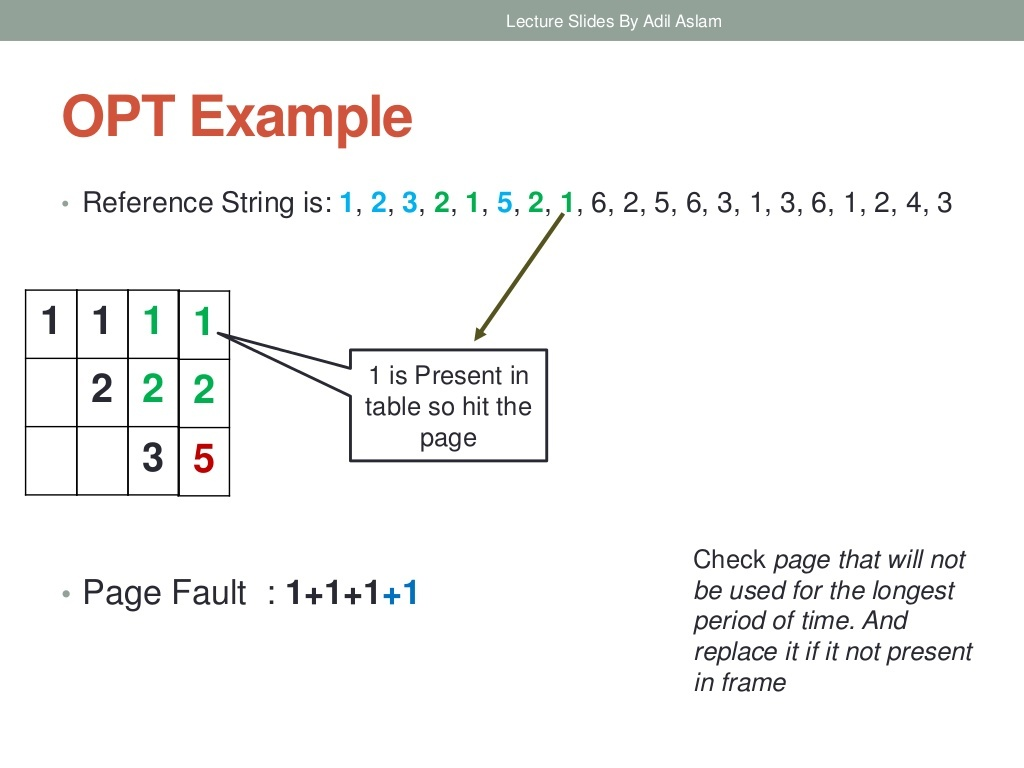 Lecture Slides By Adil Aslam
OPT Example
• Reference String is: 1, 2, 3, 2, 1, 5, 2, 1, 6, 2, 5, 6, 3, 1, 3, 6, 1, 2, 4, 3
1 1 1 1
2 2 2
3 5
1 is Present in
table so hit the
page
• Page Fault : 1+1+1+1
Check page that will not
be used for the longest
period of time. And
replace it if it not present
in frame